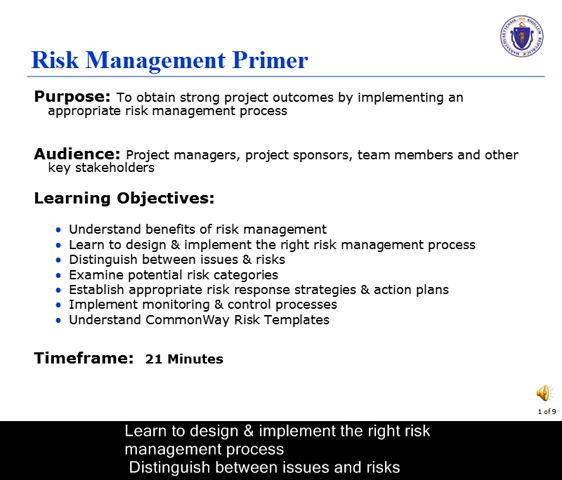 Risk Management Primer
Purpose: To obtain strong project outcomes by implementing an
appropriate risk management process
Audience: Project managers, project sponsors, team members and other
key stakeholders
Learning Objectives:
• Understand benefits of risk management
• Learn to design & implement the right risk management process
• Distinguish between issues & risks
• Examine potential risk categories
• Establish appropriate risk response strategies & action plans
• Implement monitoring & control processes
• Understand CommonWay Risk Templates
Timeframe: 21 Minutes
1 of 9
Learn to design & implement the right risk
management process
Distinguish between issues and risks